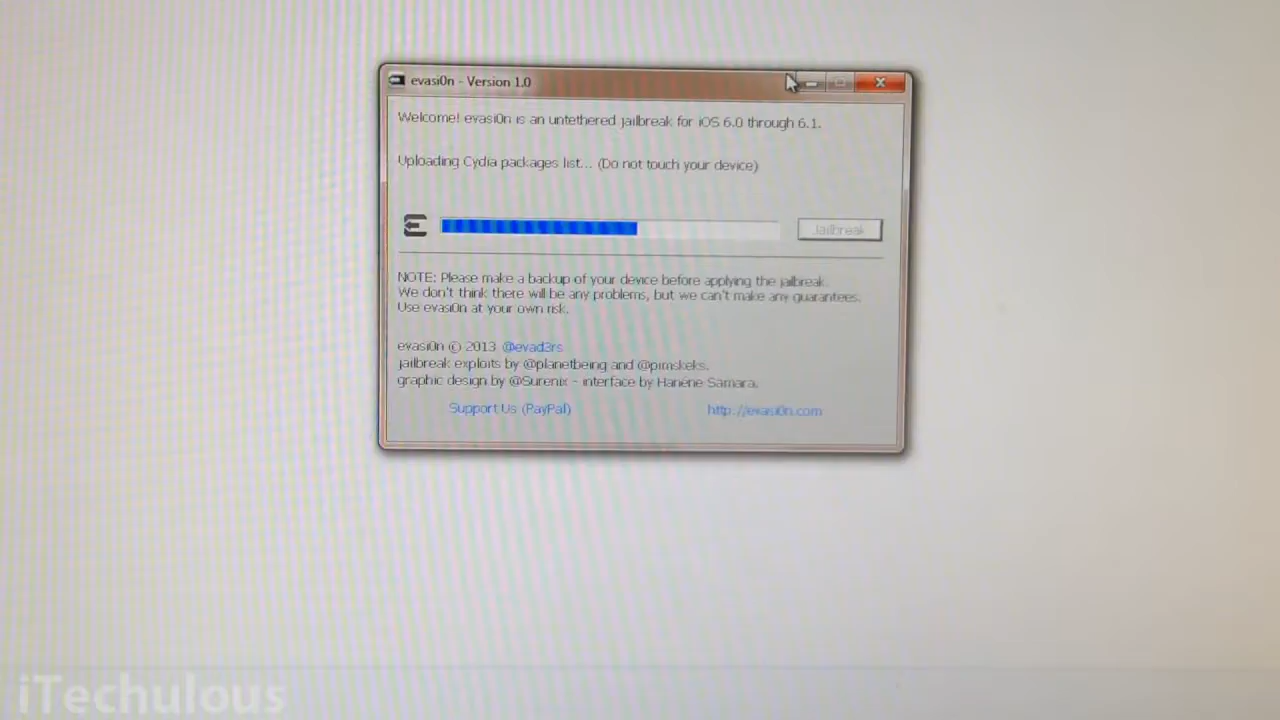 evasi0n - Version 1.0
Welcome! evasi0n is an untethered jailbreak for iOS 6.0 through 6.1.
Uploading Cydia packages list... (Do not touch your device)
Jailbreak
NOTE: Please make a backup of your device before applying the jailbreak.
We don't think there will be any problems, but we can't make any guarantees.
Use evasi0n at your own risk.
evasi0n © 2013 @evad3rs
jailbreak exploits by @planetbeing and @pimskeks.
graphic design by @Surenix - interface by Hanéne Samara.
Support Us (PayPal) http://evasi0n.com
iTechulous